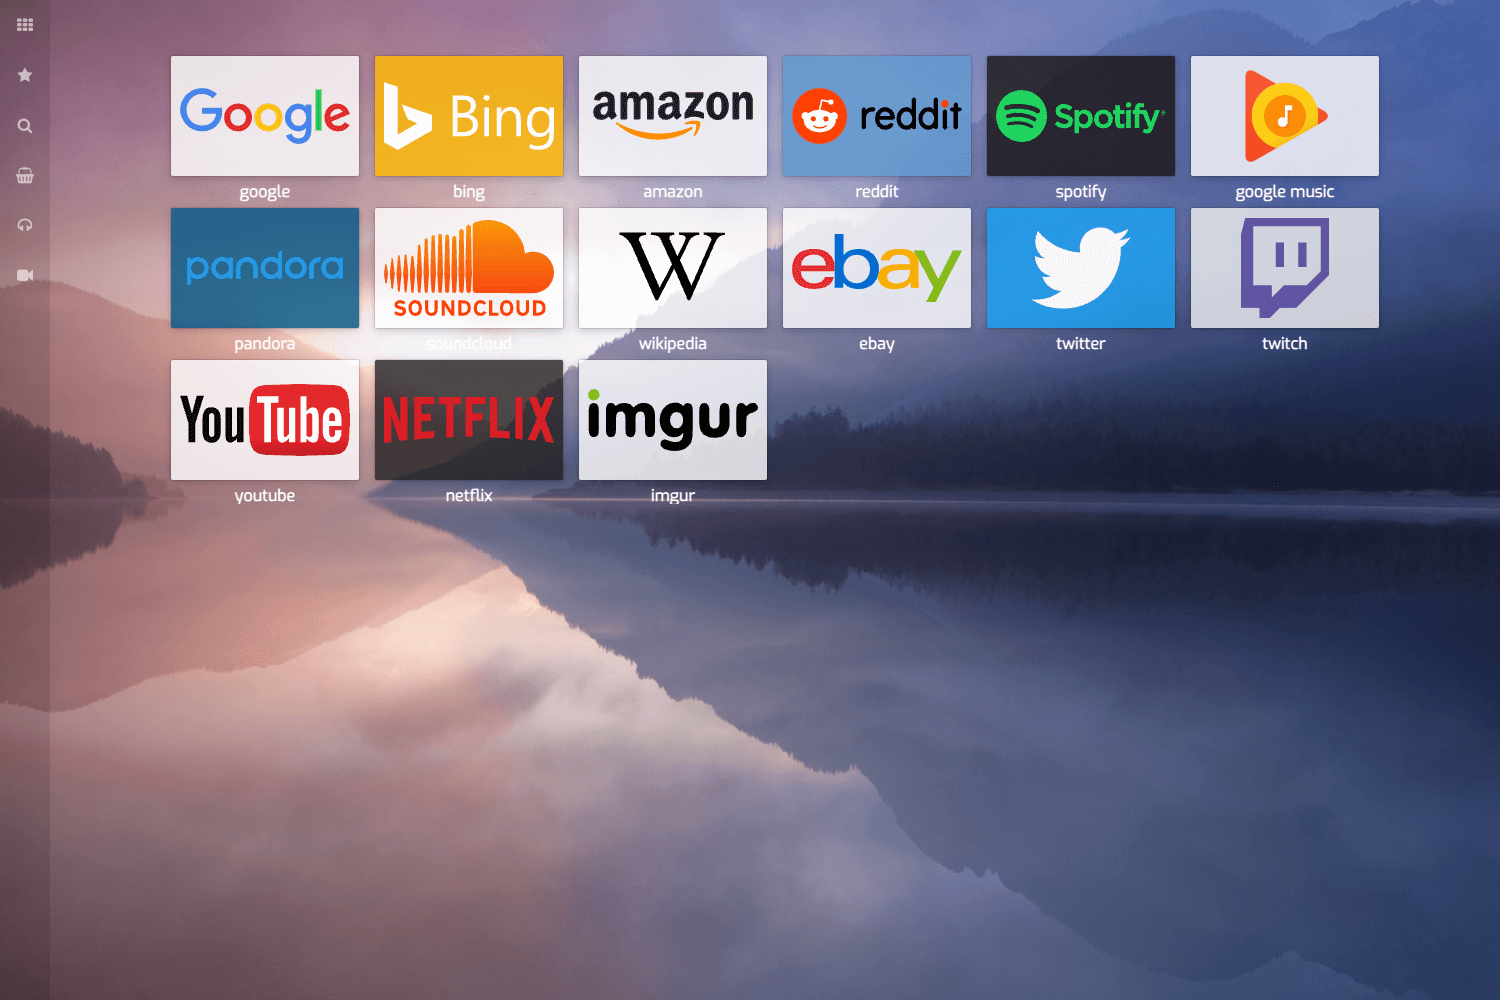 Google
Bing
amazon
reddit
Spotify
google
bing
amazon
reddit
spotify
google music
pandora
SOUNDCLOUD
W
ebay
pandora
soundcloud
wikipedia
ebay
twitter
twitch
YouTube
NETFLIX
imgur
youtube
netflix
imgur